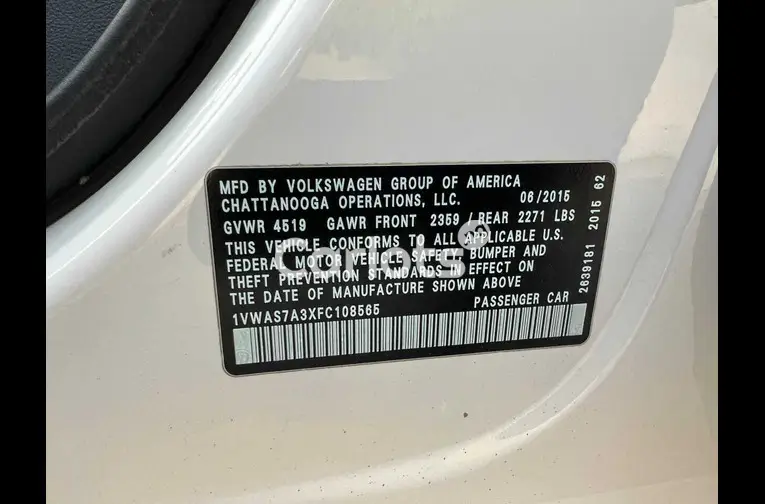 MFD BY VOLKSWAGEN GROUP OF AMERICA
CHATTANOOGA OPERATIONS, LLC. 06/2015
GVWR 4519 GAWR FRONT 2359 / REAR 2271 LBS
THIS VEHICLE CONFORMS TO ALL APPLICABLE U.S.
FEDERAL MOTOR VEHICLE SAFETY, BUMPER AND
THEFT PREVENTION STANDARDS IN EFFECT ON
THE DATE OF MANUFACTURE SHOWN ABOVE
1VWAS7A3XFC108565 PASSENGER CAR
2639181 2015 62